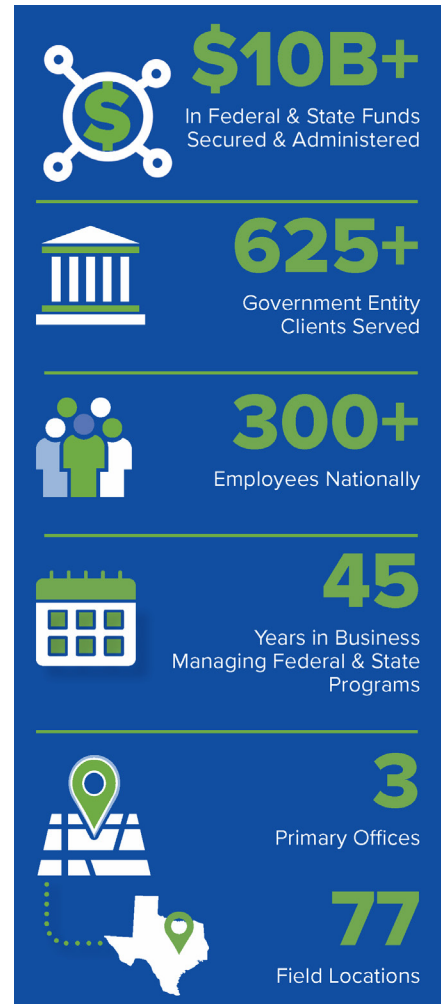 $
$10B+
In Federal & State Funds
Secured & Administered
625+
Government Entity
Clients Served
300+
Employees Nationally
45
Years in Business
Managing Federal & State
Programs
3
Primary Offices
77
Field Locations